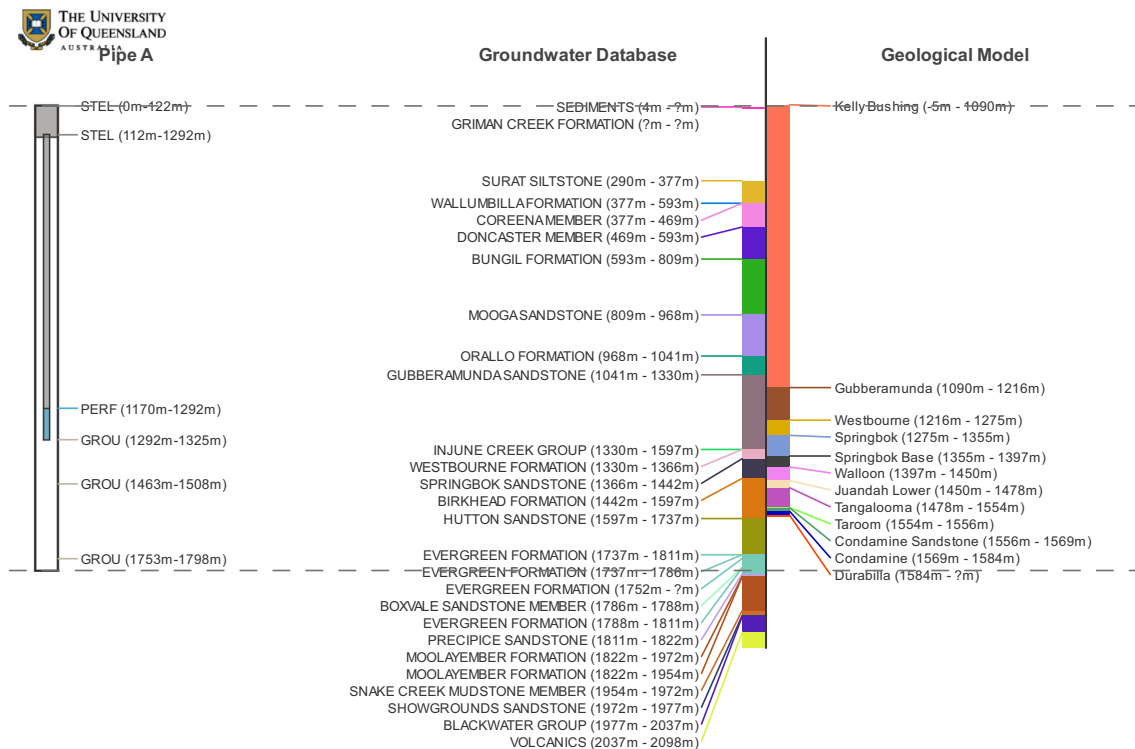 THE UNIVERSITY
OF QUEENSLAND
AUSTRALIA
Pipe A
Groundwater Database
Geological Model
STEL (0m-122m)
STEL (112m-1292m)
PERF (1170m-1292m)
GROU (1292m-1325m)
GROU (1463m-1508m)
GROU (1753m-1798m)
SEDIMENTS (4m - ?m)
GRIMAN CREEK FORMATION (?m - ?m)
SURAT SILTSTONE (290m - 377m)
WALLUMBILLA FORMATION (377m - 593m)
COREENA MEMBER (377m - 469m)
DONCASTER MEMBER (469m - 593m)
BUNGIL FORMATION (593m - 809m)
MOOGA SANDSTONE (809m - 968m)
ORALLO FORMATION (968m - 1041m)
GUBBERAMUNDA SANDSTONE (1041m - 1330m)
INJUNE CREEK GROUP (1330m - 1597m)
WESTBOURNE FORMATION (1330m - 1366m)
SPRINGBOK SANDSTONE (1366m - 1442m)
BIRKHEAD FORMATION (1442m - 1597m)
HUTTON SANDSTONE (1597m - 1737m)
EVERGREEN FORMATION (1737m - 1811m)
EVERGREEN FORMATION (1737m - 1786m)
EVERGREEN FORMATION (1752m - ?m)
BOXVALE SANDSTONE MEMBER (1786m - 1788m)
EVERGREEN FORMATION (1788m - 1811m)
PRECIPICE SANDSTONE (1811m - 1822m)
MOOLAYEMBER FORMATION (1822m - 1972m)
MOOLAYEMBER FORMATION (1822m - 1954m)
SNAKE CREEK MUDSTONE MEMBER (1954m - 1972m)
SHOWGROUNDS SANDSTONE (1972m - 1977m)
BLACKWATER GROUP (1977m - 2037m)
VOLCANICS (2037m - 2098m)
Kelly Bushing (-5m - 1090m)
Gubberamunda (1090m - 1216m)
Westbourne (1216m - 1275m)
Springbok (1275m - 1355m)
Springbok Base (1355m - 1397m)
Walloon (1397m - 1450m)
Juandah Lower (1450m - 1478m)
Tangalooma (1478m - 1554m)
Taroom (1554m - 1556m)
Condamine Sandstone (1556m - 1569m)
Condamine (1569m - 1584m)
Durabilla (1584m - ?m)